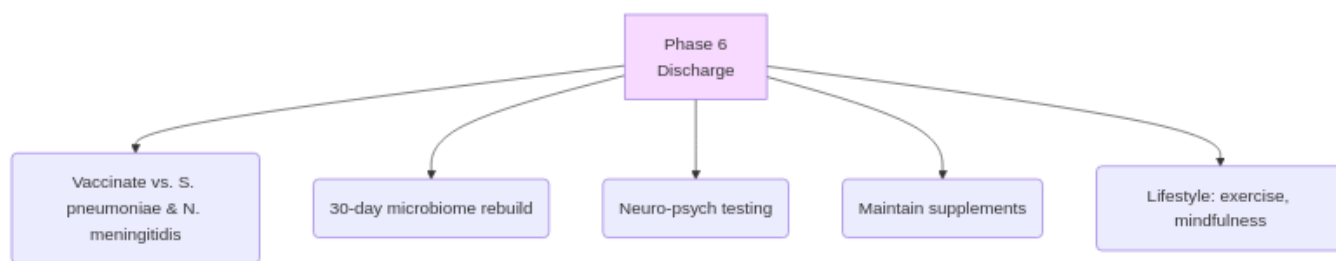 Phase 6
Discharge
Vaccinate vs. S.
pneumoniae & N.
meningitidis
30-day microbiome rebuild
Neuro-psych testing
Maintain supplements
Lifestyle: exercise,
mindfulness